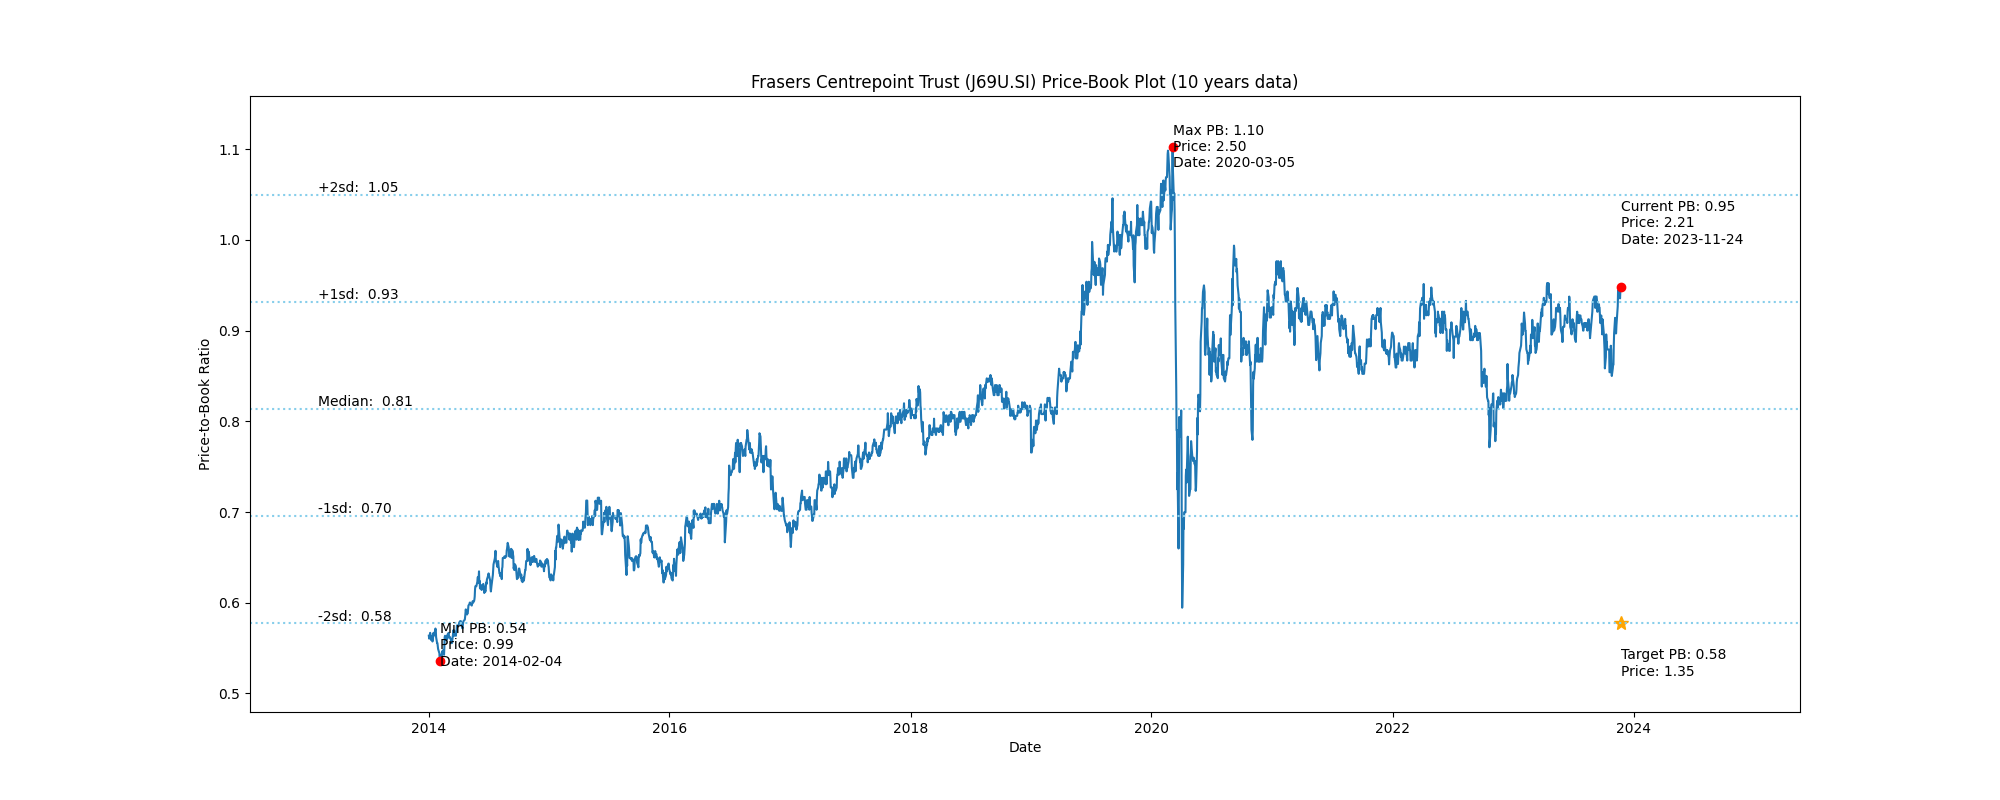 Frasers Centrepoint Trust (J69U.SI) Price-Book Plot (10 years data)
Price-to-Book Ratio
1.1
1.0
0.9
0.8
0.7
0.6
0.5
+2sd:  1.05
+1sd:  0.93
Median:  0.81
-1sd:  0.70
-2sd:  0.58
Max PB: 1.10
Price: 2.50
Date: 2020-03-05
Current PB: 0.95
Price: 2.21
Date: 2023-11-24
Min PB: 0.54
Price: 0.99
Date: 2014-02-04
Target PB: 0.58
Price: 1.35
2014
2016
2018
2020
2022
2024
Date